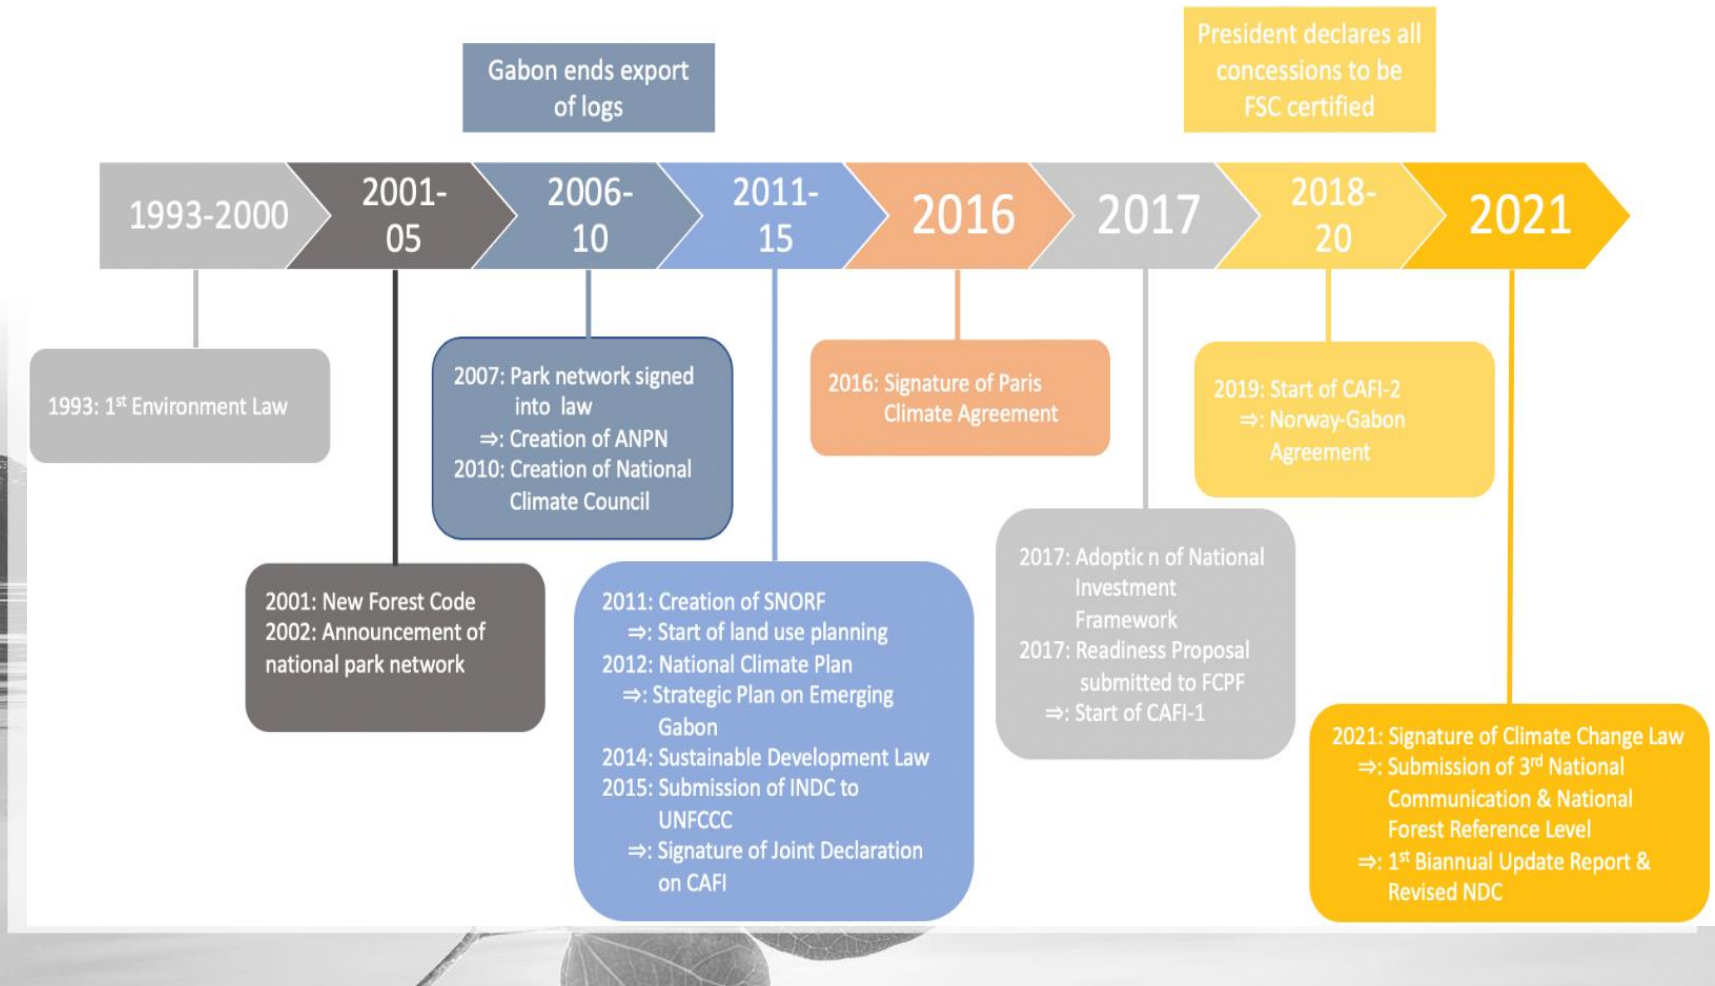 Gabon ends export
of logs
President declares all
concessions to be
FSC certified
1993-2000
2001-
05
2006-
10
2011-
15
2016
2017
2018-
20
2021
1993: 1st Environment Law
2001: New Forest Code
2002: Announcement of
national park network
2007: Park network signed
into law
⇒: Creation of ANPN
2010: Creation of National
Climate Council
2011: Creation of SNORF
⇒: Start of land use planning
2012: National Climate Plan
⇒: Strategic Plan on Emerging
Gabon
2014: Sustainable Development Law
2015: Submission of INDC to
UNFCCC
⇒: Signature of Joint Declaration
on CAFI
2016: Signature of Paris
Climate Agreement
2017: Adoption of National
Investment
Framework
2017: Readiness Proposal
submitted to FCPF
⇒: Start of CAFI-1
2019: Start of CAFI-2
⇒: Norway-Gabon
Agreement
2021: Signature of Climate Change Law
⇒: Submission of 3rd National
Communication & National
Forest Reference Level
⇒: 1st Biannual Update Report &
Revised NDC